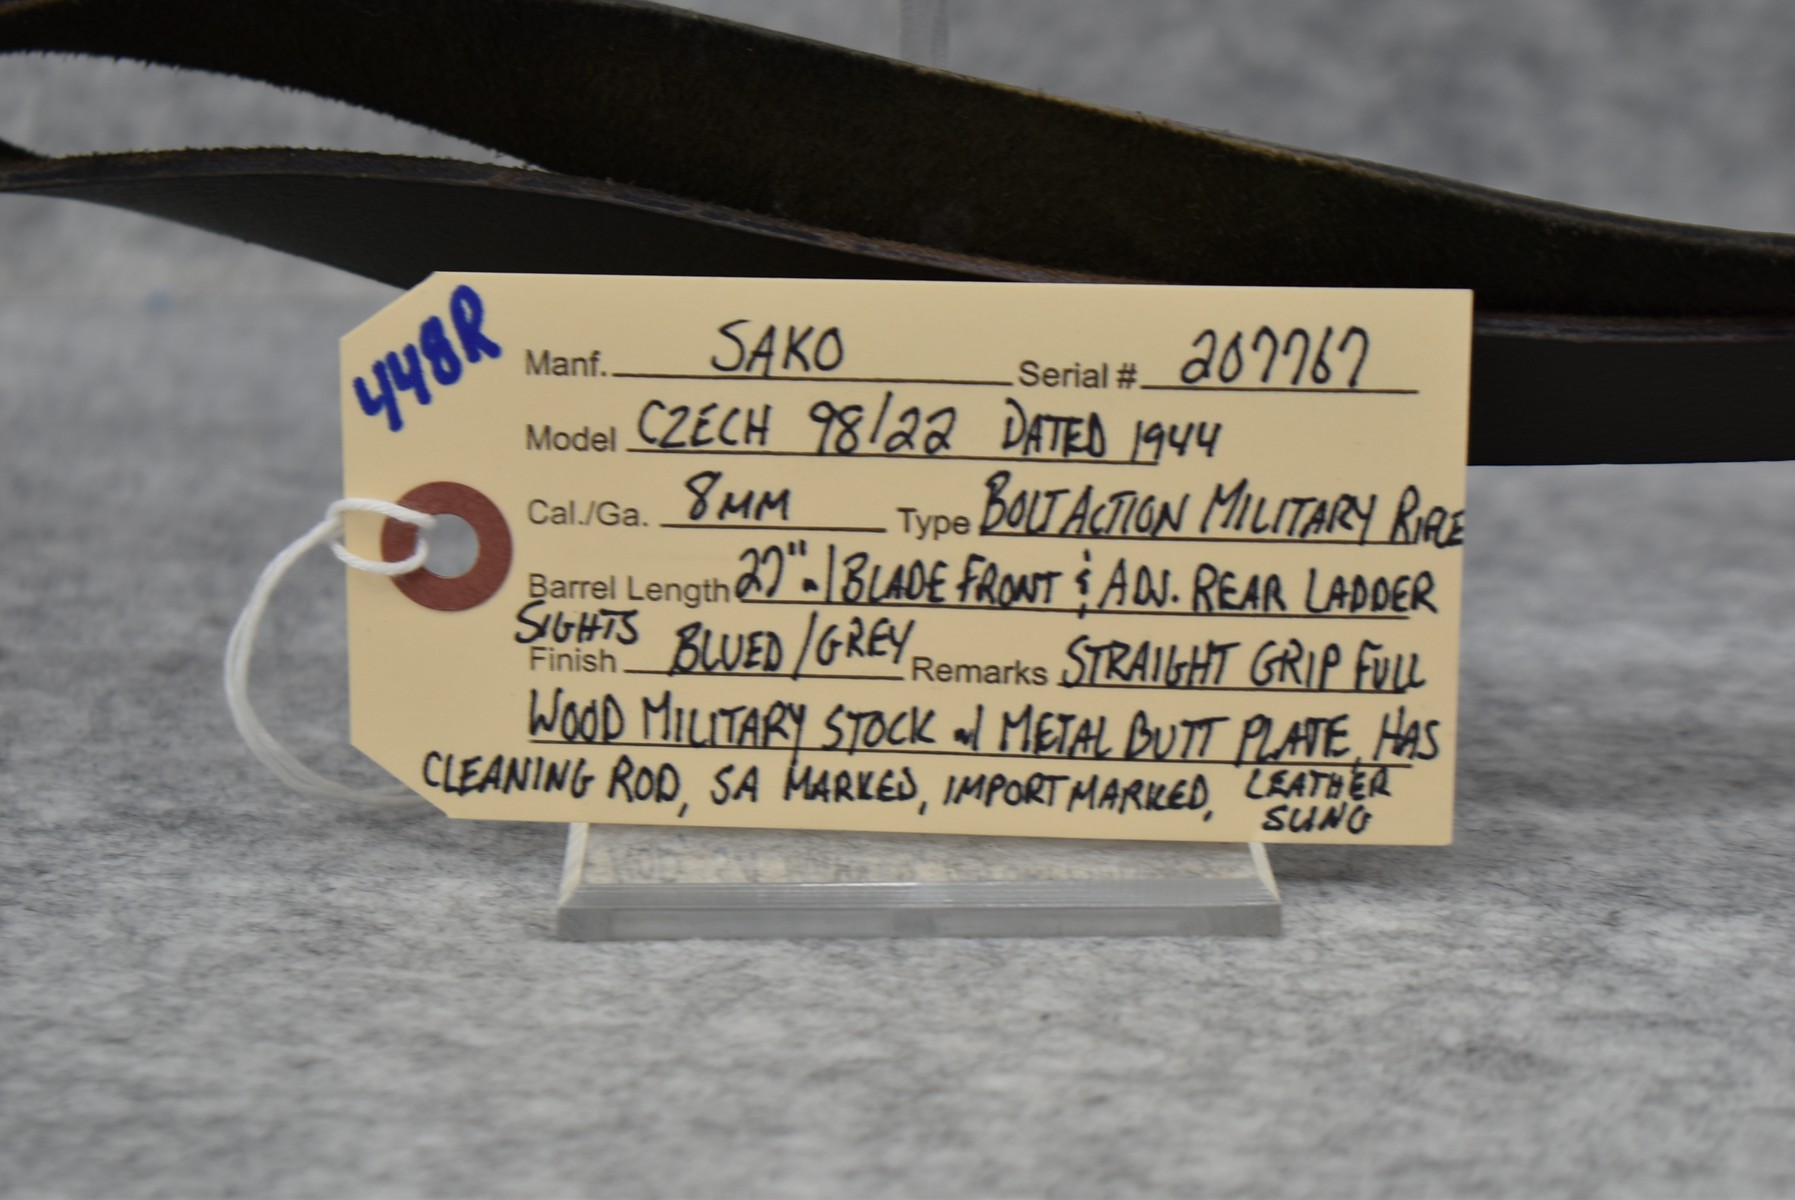 448R
Manf. SAKO Serial # 207767
Model CZECH 98/22 DATED 1944
Cal./Ga. 8MM Type BOLT ACTION MILITARY RIFLE
Barrel Length 27" w/ BLADE FRONT & ADJ. REAR LADDER
SIGHTS
Finish BLUED/GREY Remarks STRAIGHT GRIP FULL
WOOD MILITARY STOCK w/ METAL BUTT PLATE, HAS
CLEANING ROD, SA MARKED, IMPORT MARKED, LEATHER
SLING